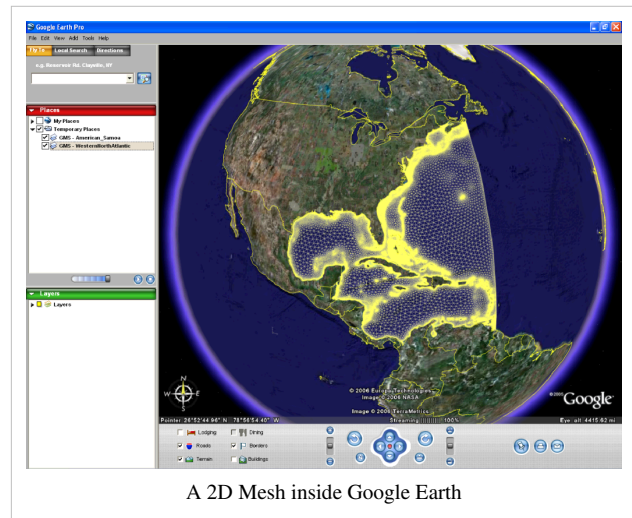 Google Earth Pro
File Edit View Add Tools Help
Fly To Local Search Directions
e.g. Reservoir Rd, Clayville, NY
Places
My Places
Temporary Places
GMS - American_Samoa
GMS - WesternNorthAtlantic
Layers
Layers
N
W E
S
© 2006 Europa Technologies
Image © 2006 NASA
Image © 2006 TerraMetrics
Google
Pointer 26°52'44.96" N 78°56'54.40" W Streaming 100% Eye alt 4415.62 mi
Lodging Dining
Roads Borders
Terrain Buildings
A 2D Mesh inside Google Earth